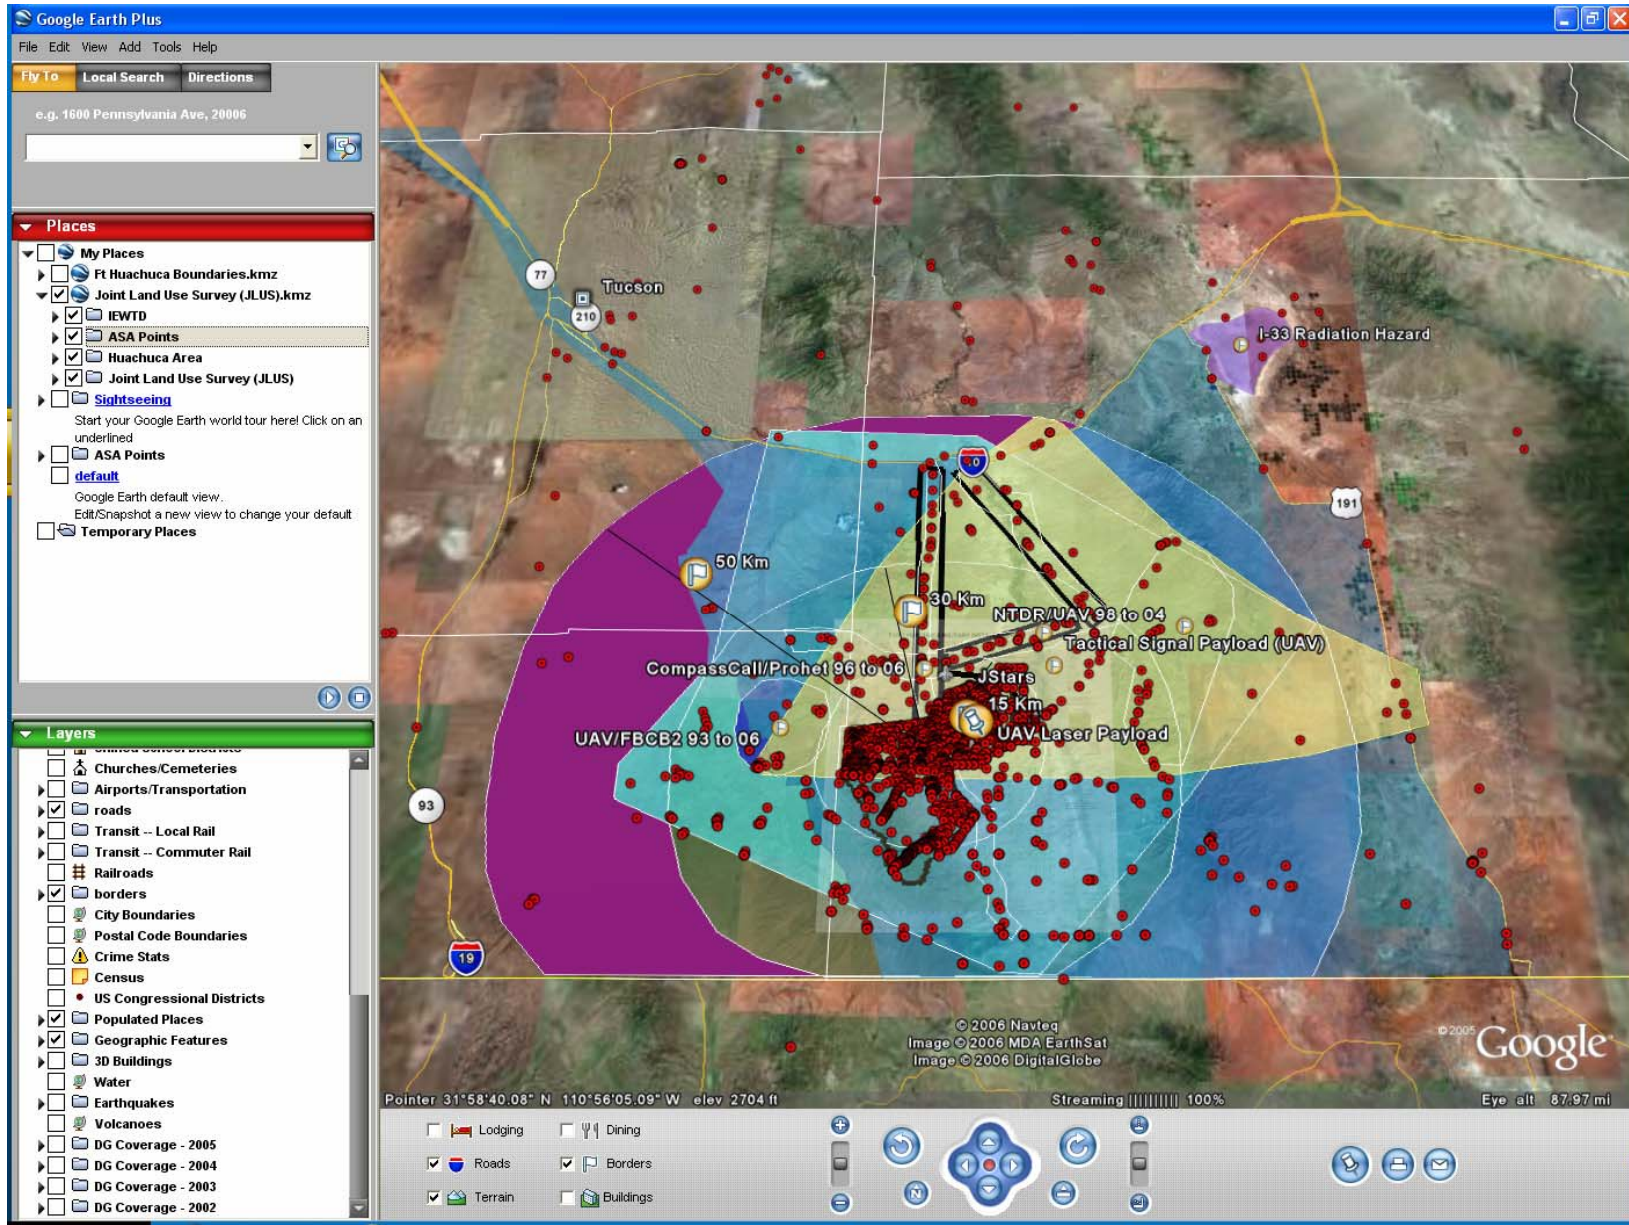 Google Earth Plus
File Edit View Add Tools Help
Fly To Local Search Directions
e.g. 1600 Pennsylvania Ave, 20006
Places
My Places
Ft Huachuca Boundaries.kmz
Joint Land Use Survey (JLUS).kmz
IEWTD
ASA Points
Huachuca Area
Joint Land Use Survey (JLUS)
Sightseeing
Start your Google Earth world tour here! Click on an
underlined
ASA Points
default
Google Earth default view.
Edit/Snapshot a new view to change your default
Temporary Places
Layers
Unified School Districts
Churches/Cemeteries
Airports/Transportation
roads
Transit -- Local Rail
Transit -- Commuter Rail
Railroads
borders
City Boundaries
Postal Code Boundaries
Crime Stats
Census
US Congressional Districts
Populated Places
Geographic Features
3D Buildings
Water
Earthquakes
Volcanoes
DG Coverage - 2005
DG Coverage - 2004
DG Coverage - 2003
DG Coverage - 2002
77
Tucson
210
I-33 Radiation Hazard
10
191
50 Km
30 Km
NTDR/UAV 98 to 04
Tactical Signal Payload (UAV)
CompassCall/Prohet 96 to 06
JStars
15 Km
UAV Laser Payload
UAV/FBCB2 93 to 06
93
19
© 2006 Navteq
Image © 2006 MDA EarthSat
Image © 2006 DigitalGlobe
©2005 Google
Pointer 31°58'40.08" N 110°56'05.09" W elev 2704 ft
Streaming |||||||||| 100%
Eye alt 87.97 mi
Lodging Dining
Roads Borders
Terrain Buildings
N